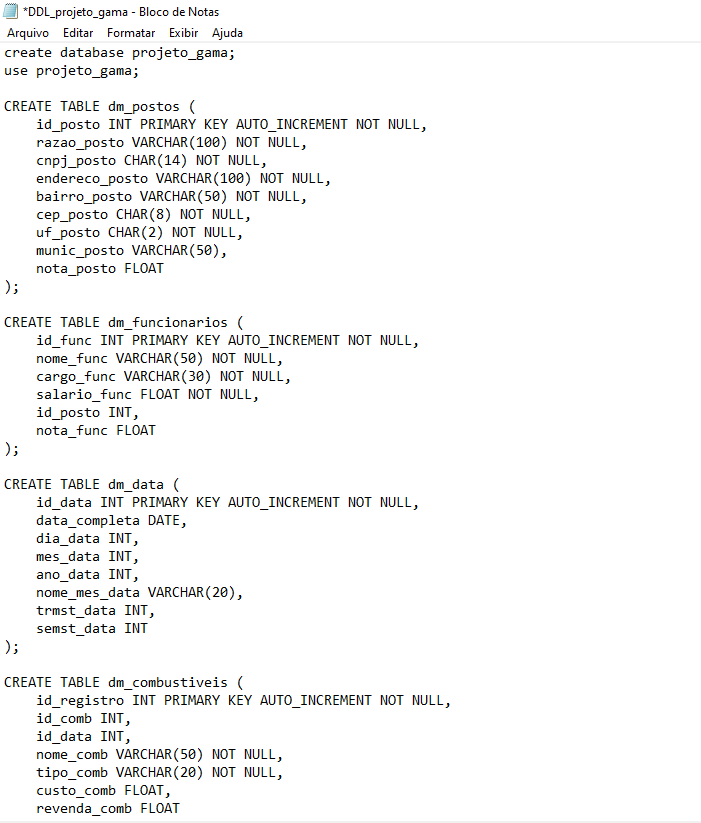 *DDL_projeto_gama - Bloco de Notas
Arquivo Editar Formatar Exibir Ajuda
create database projeto_gama;
use projeto_gama;

CREATE TABLE dm_postos (
    id_posto INT PRIMARY KEY AUTO_INCREMENT NOT NULL,
    razao_posto VARCHAR(100) NOT NULL,
    cnpj_posto CHAR(14) NOT NULL,
    endereco_posto VARCHAR(100) NOT NULL,
    bairro_posto VARCHAR(50) NOT NULL,
    cep_posto CHAR(8) NOT NULL,
    uf_posto CHAR(2) NOT NULL,
    munic_posto VARCHAR(50),
    nota_posto FLOAT
);

CREATE TABLE dm_funcionarios (
    id_func INT PRIMARY KEY AUTO_INCREMENT NOT NULL,
    nome_func VARCHAR(50) NOT NULL,
    cargo_func VARCHAR(30) NOT NULL,
    salario_func FLOAT NOT NULL,
    id_posto INT,
    nota_func FLOAT
);

CREATE TABLE dm_data (
    id_data INT PRIMARY KEY AUTO_INCREMENT NOT NULL,
    data_completa DATE,
    dia_data INT,
    mes_data INT,
    ano_data INT,
    nome_mes_data VARCHAR(20),
    trmst_data INT,
    semst_data INT
);

CREATE TABLE dm_combustiveis (
    id_registro INT PRIMARY KEY AUTO_INCREMENT NOT NULL,
    id_comb INT,
    id_data INT,
    nome_comb VARCHAR(50) NOT NULL,
    tipo_comb VARCHAR(20) NOT NULL,
    custo_comb FLOAT,
    revenda_comb FLOAT